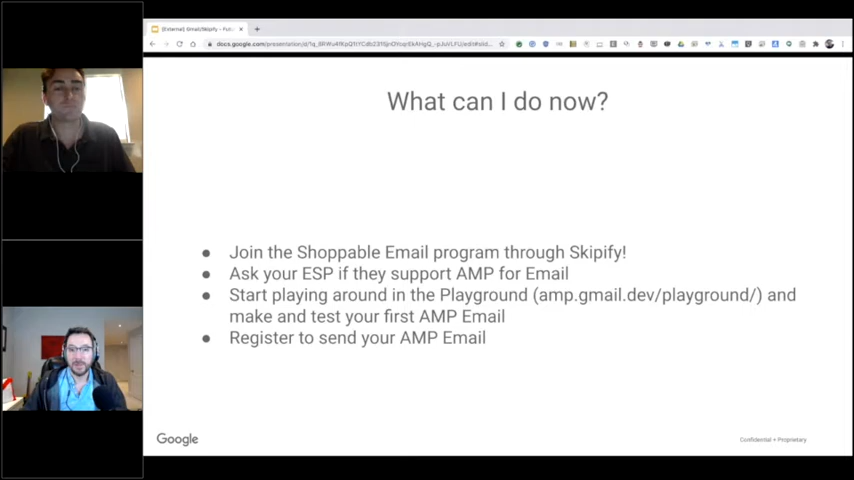 What can I do now?
● Join the Shoppable Email program through Skipify!
● Ask your ESP if they support AMP for Email
● Start playing around in the Playground (amp.gmail.dev/playground/) and
make and test your first AMP Email
● Register to send your AMP Email
Google
Confidential + Proprietary